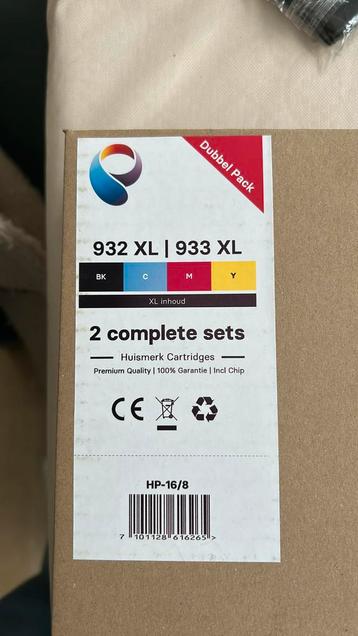 Dubbel Pack
932 XL | 933 XL
BK C M Y
XL inhoud
2 complete sets
Huismerk Cartridges
Premium Quality | 100% Garantie | Incl Chip
CE
HP-16/8
7 101128 616265 >